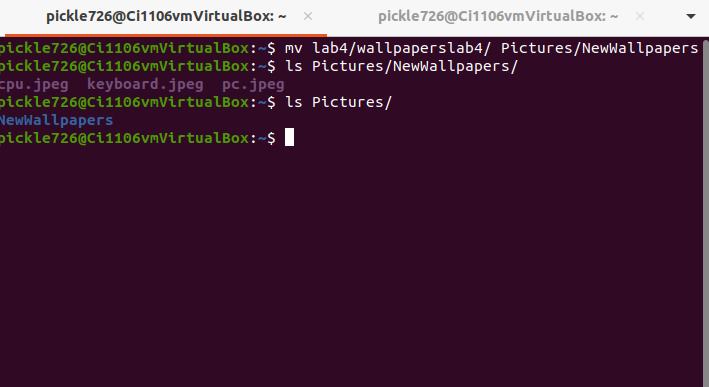 pickle726@Ci1106vmVirtualBox: ~ × pickle726@Ci1106vmVirtualBox: ~ ×
pickle726@Ci1106vmVirtualBox:~$ mv lab4/wallpaperslab4/ Pictures/NewWallpapers
pickle726@Ci1106vmVirtualBox:~$ ls Pictures/NewWallpapers/
cpu.jpeg keyboard.jpeg pc.jpeg
pickle726@Ci1106vmVirtualBox:~$ ls Pictures/
NewWallpapers
pickle726@Ci1106vmVirtualBox:~$